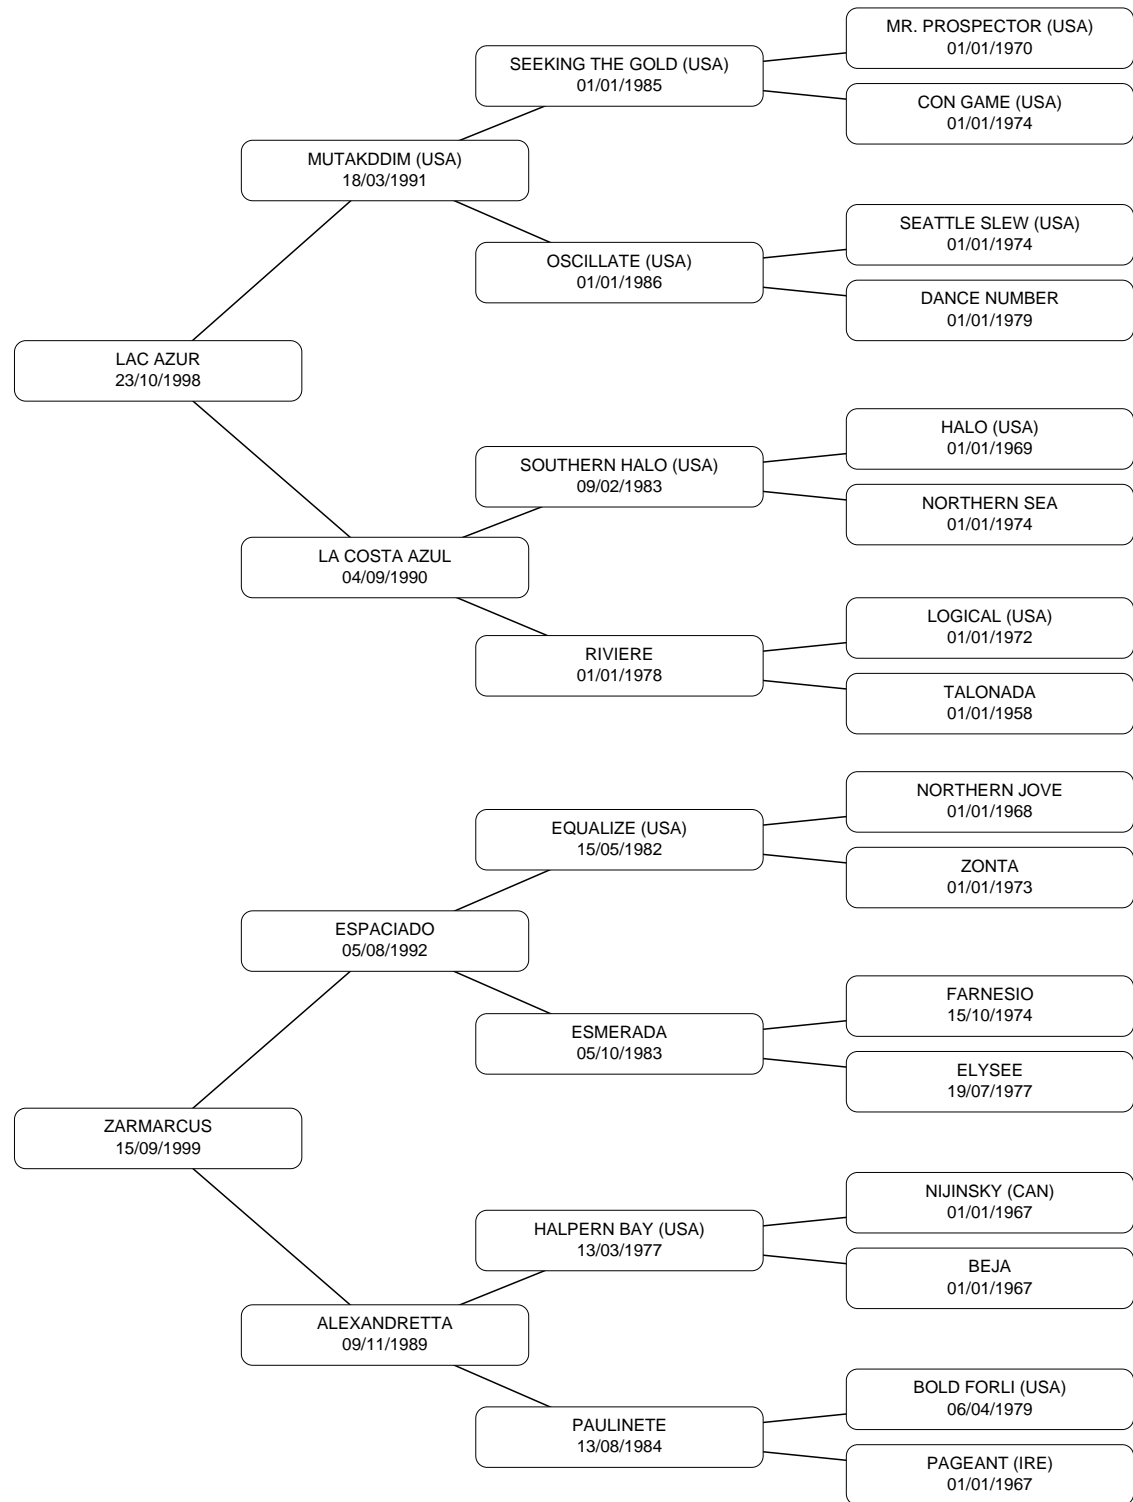 MR. PROSPECTOR (USA)
01/01/1970
SEEKING THE GOLD (USA)
01/01/1985
CON GAME (USA)
01/01/1974
MUTAKDDIM (USA)
18/03/1991
SEATTLE SLEW (USA)
01/01/1974
OSCILLATE (USA)
01/01/1986
DANCE NUMBER
01/01/1979
LAC AZUR
23/10/1998
HALO (USA)
01/01/1969
SOUTHERN HALO (USA)
09/02/1983
NORTHERN SEA
01/01/1974
LA COSTA AZUL
04/09/1990
LOGICAL (USA)
01/01/1972
RIVIERE
01/01/1978
TALONADA
01/01/1958
NORTHERN JOVE
01/01/1968
EQUALIZE (USA)
15/05/1982
ZONTA
01/01/1973
ESPACIADO
05/08/1992
FARNESIO
15/10/1974
ESMERADA
05/10/1983
ELYSEE
19/07/1977
ZARMARCUS
15/09/1999
NIJINSKY (CAN)
01/01/1967
HALPERN BAY (USA)
13/03/1977
BEJA
01/01/1967
ALEXANDRETTA
09/11/1989
BOLD FORLI (USA)
06/04/1979
PAULINETE
13/08/1984
PAGEANT (IRE)
01/01/1967